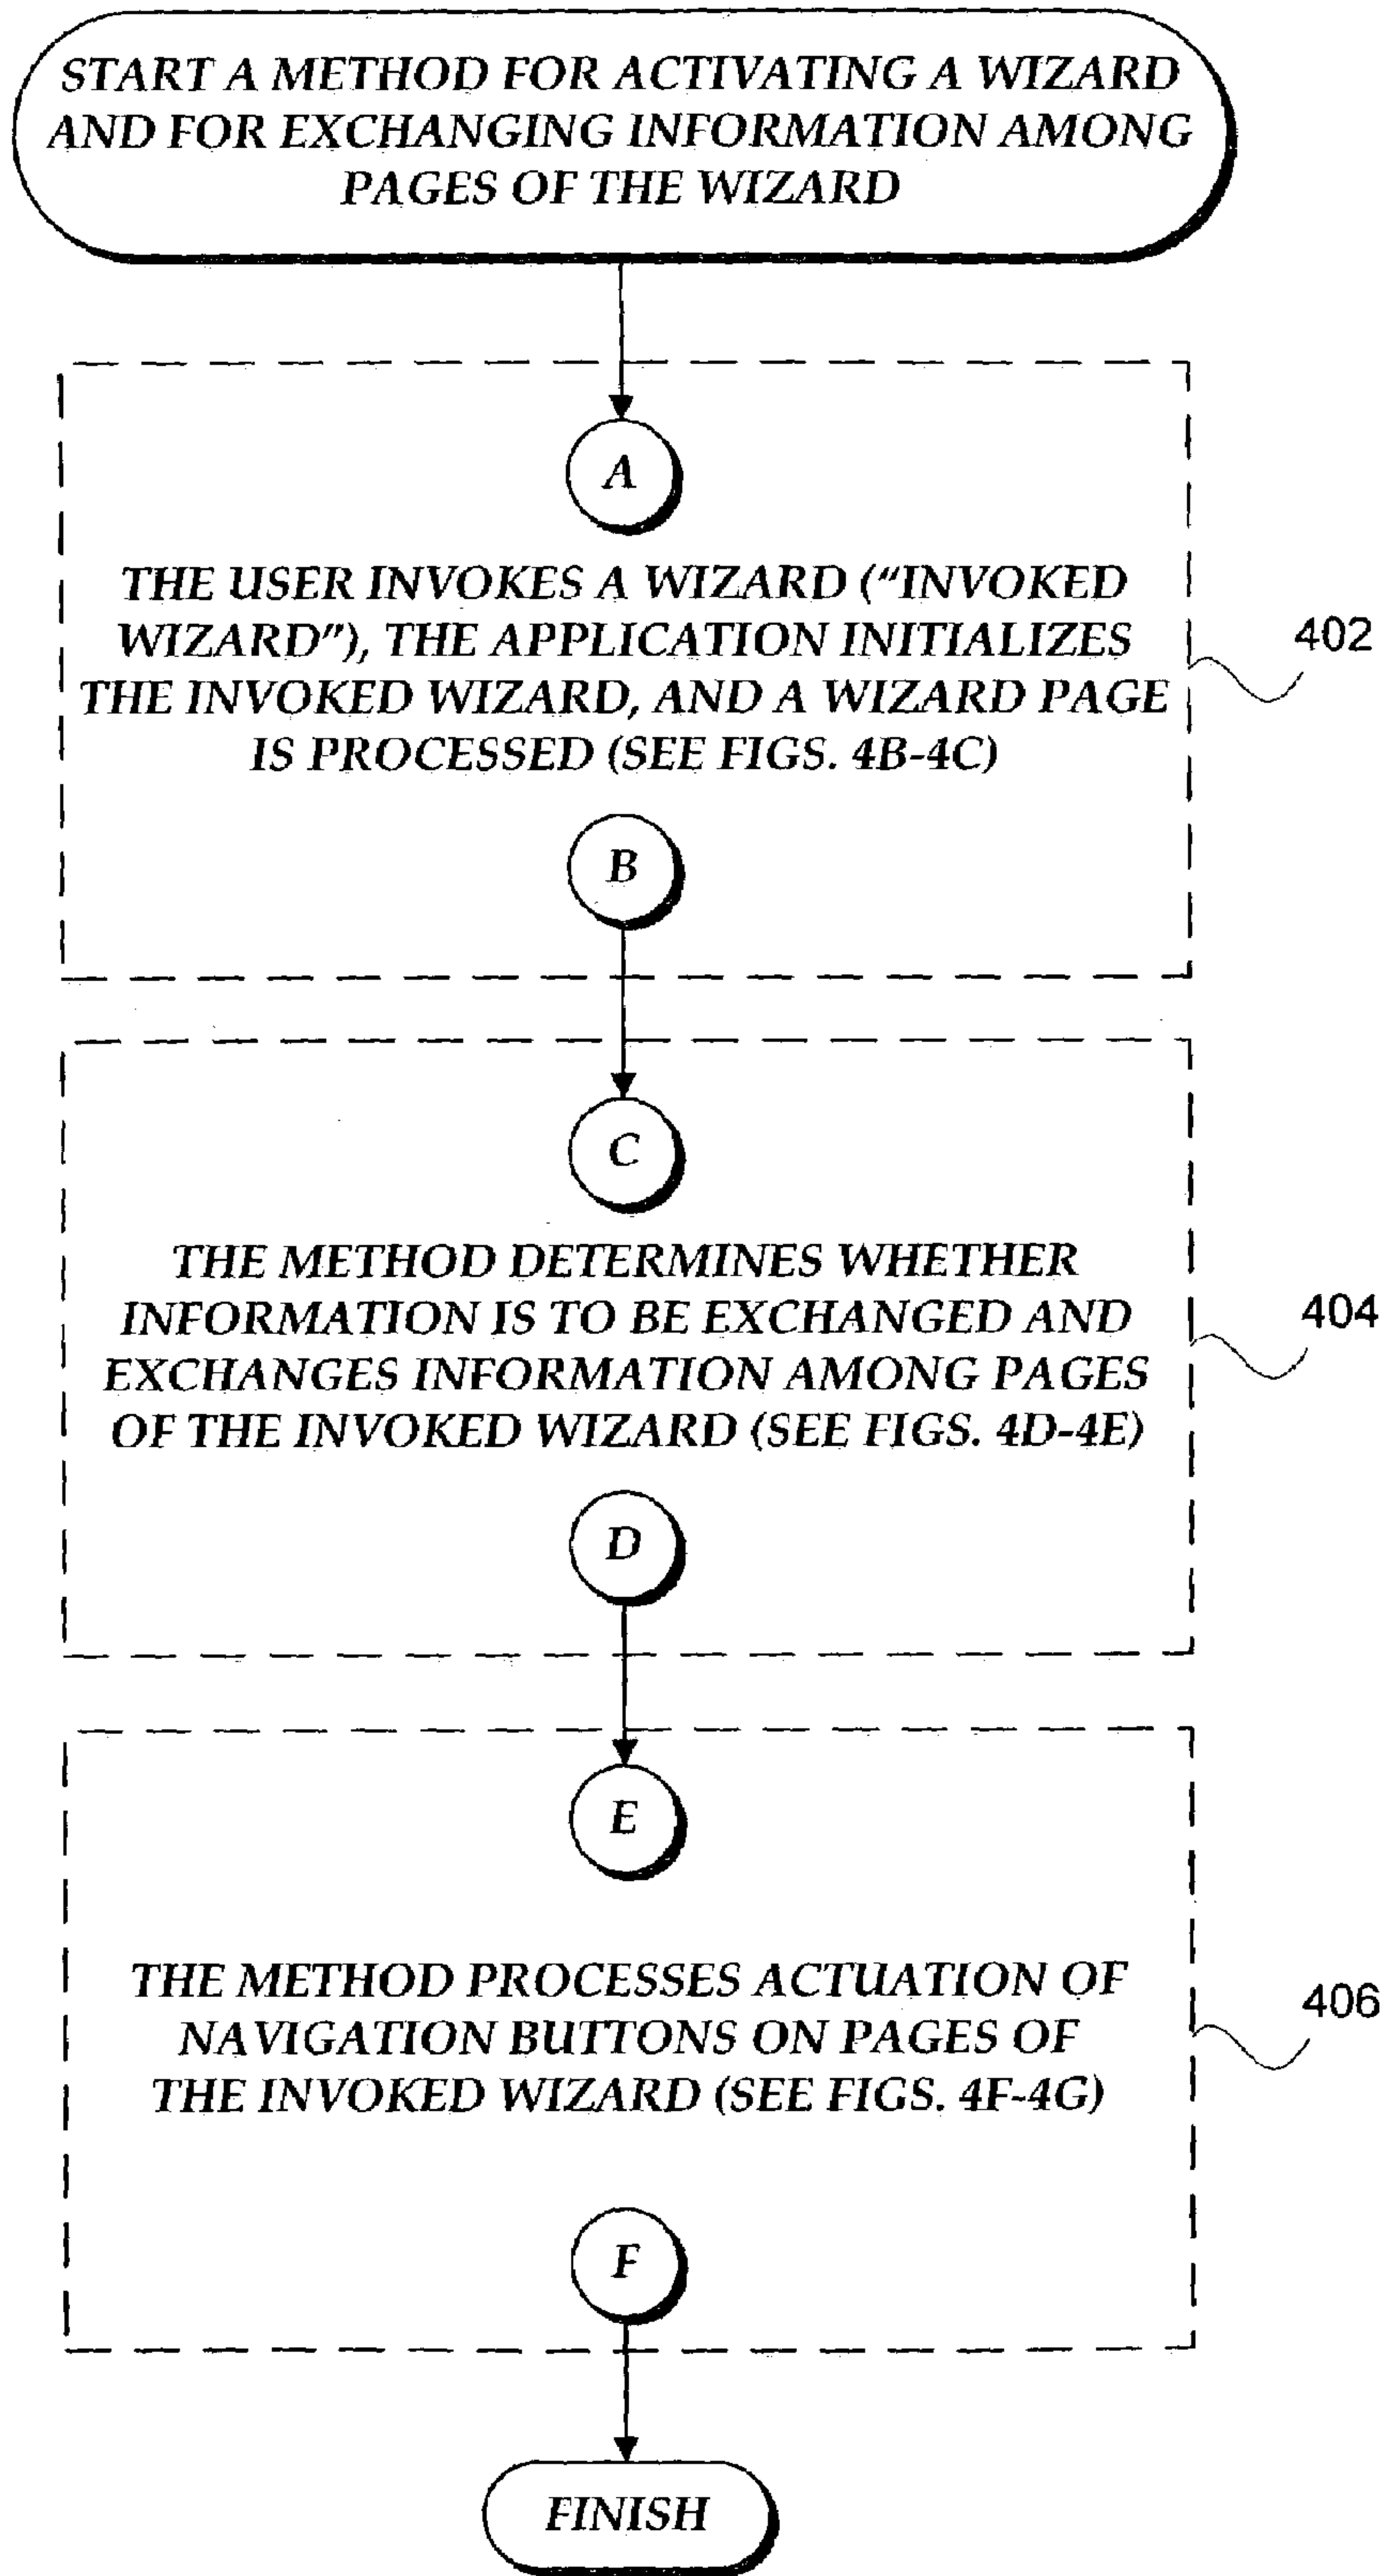 START A METHOD FOR ACTIVATING A WIZARD
AND FOR EXCHANGING INFORMATION AMONG
PAGES OF THE WIZARD
A
THE USER INVOKES A WIZARD ("INVOKED
WIZARD"), THE APPLICATION INITIALIZES
THE INVOKED WIZARD, AND A WIZARD PAGE
IS PROCESSED (SEE FIGS. 4B-4C)
402
B
C
THE METHOD DETERMINES WHETHER
INFORMATION IS TO BE EXCHANGED AND
EXCHANGES INFORMATION AMONG PAGES
OF THE INVOKED WIZARD (SEE FIGS. 4D-4E)
404
D
E
THE METHOD PROCESSES ACTUATION OF
NAVIGATION BUTTONS ON PAGES OF
THE INVOKED WIZARD (SEE FIGS. 4F-4G)
406
F
FINISH